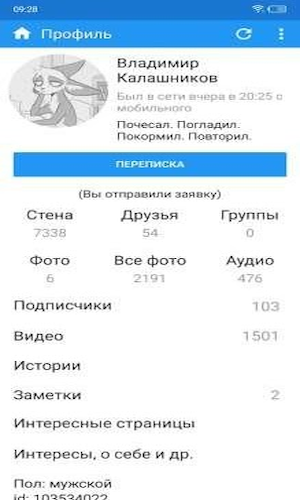 09:28
Профиль
Владимир
Калашников
Был в сети вчера в 20:25 с
мобильного
Почесал. Погладил.
Покормил. Повторил.
ПЕРЕПИСКА
(Вы отправили заявку)
Стена Друзья Группы
7338 54 0
Фото Все фото Аудио
6 2191 476
Подписчики 103
Видео 1501
Истории
Заметки 2
Интересные страницы
Интересы, о себе и др.
Пол: мужской
id: 103534022